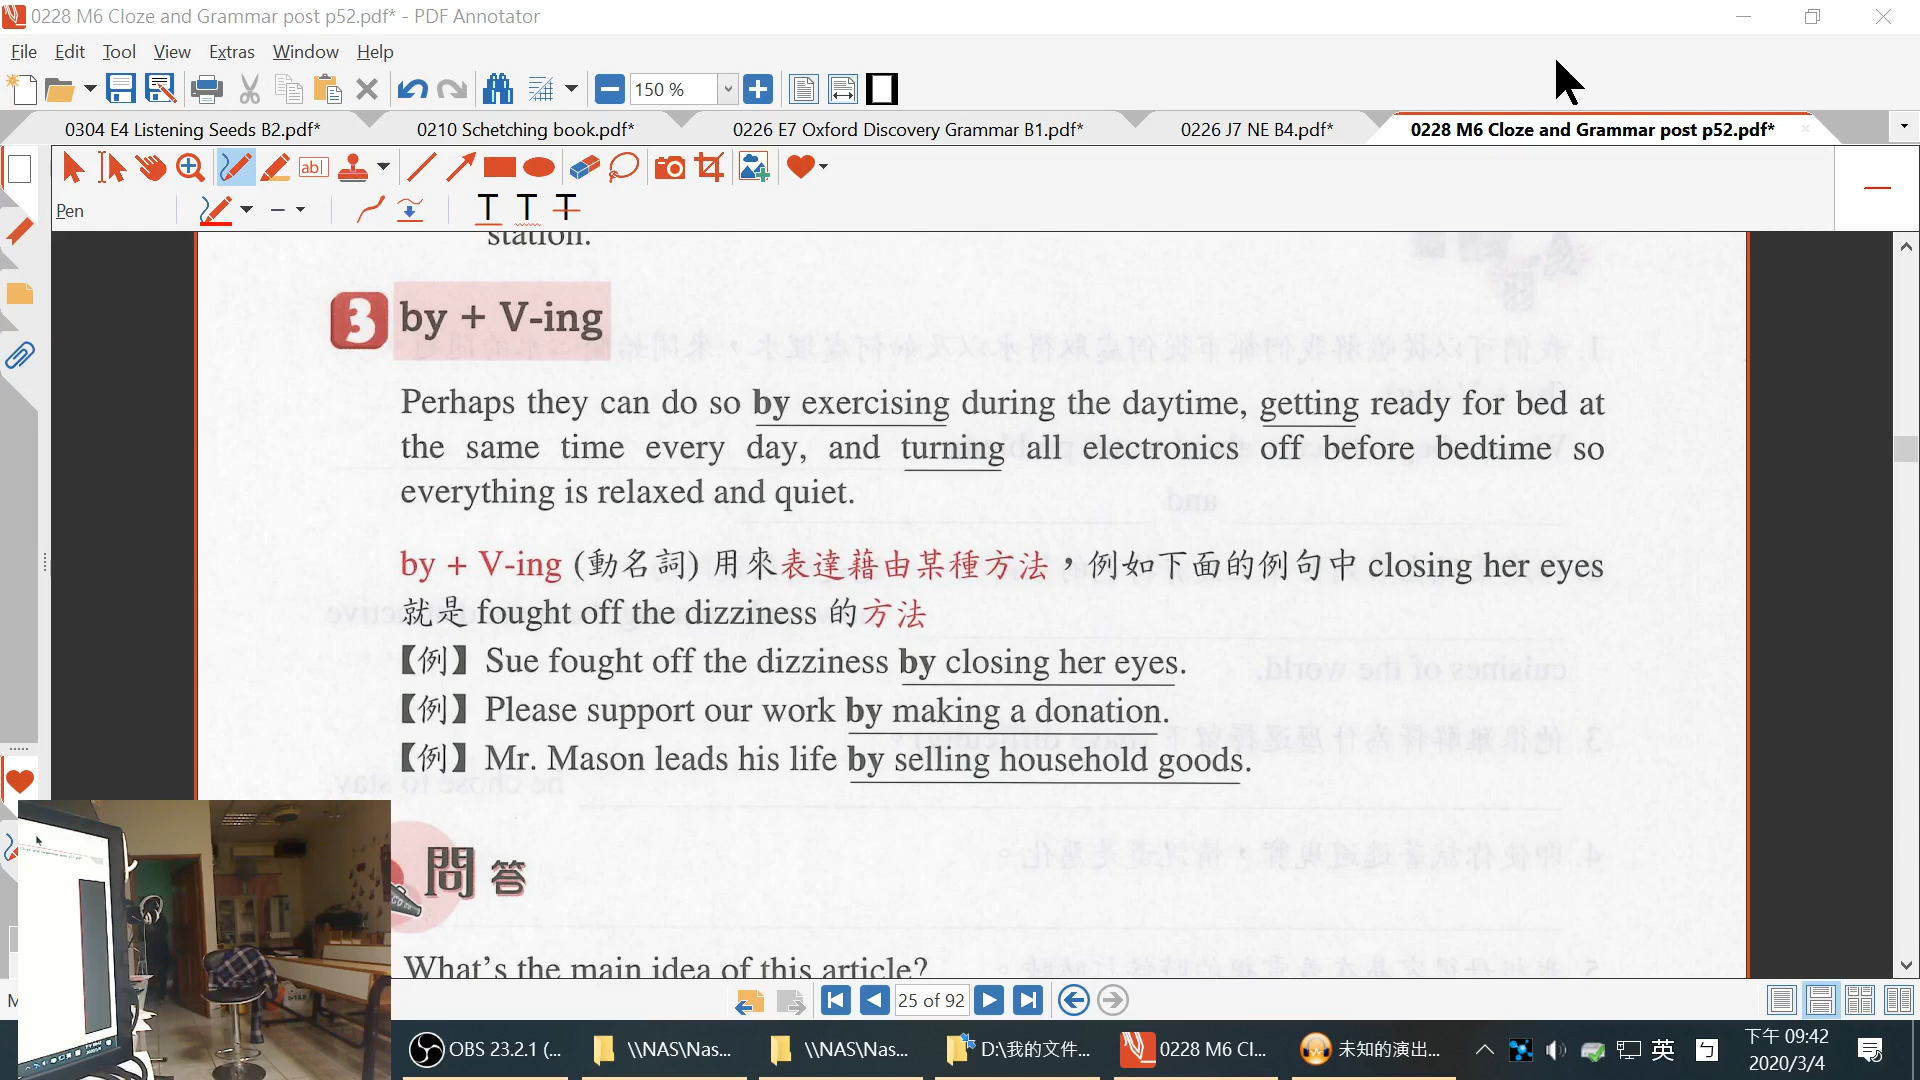 0228 M6 Cloze and Grammar post p52.pdf* - PDF Annotator
File Edit Tool View Extras Window Help
150 %
0304 E4 Listening Seeds B2.pdf* 0210 Schetching book.pdf* 0226 E7 Oxford Discovery Grammar B1.pdf* 0226 J7 NE B4.pdf* 0228 M6 Cloze and Grammar post p52.pdf*
Pen
station.
3 by + V-ing
Perhaps they can do so by exercising during the daytime, getting ready for bed at
the same time every day, and turning all electronics off before bedtime so
everything is relaxed and quiet.
by + V-ing (動名詞) 用來表達藉由某種方法，例如下面的例句中 closing her eyes
就是 fought off the dizziness 的方法
【例】 Sue fought off the dizziness by closing her eyes.
【例】 Please support our work by making a donation.
【例】 Mr. Mason leads his life by selling household goods.
問答
What's the main idea of this article?
25 of 92
OBS 23.2.1 (... \\NAS\Nas... \\NAS\Nas... D:\我的文件... 0228 M6 Cl... 未知的演出... 英 ㄅ 下午 09:42
2020/3/4